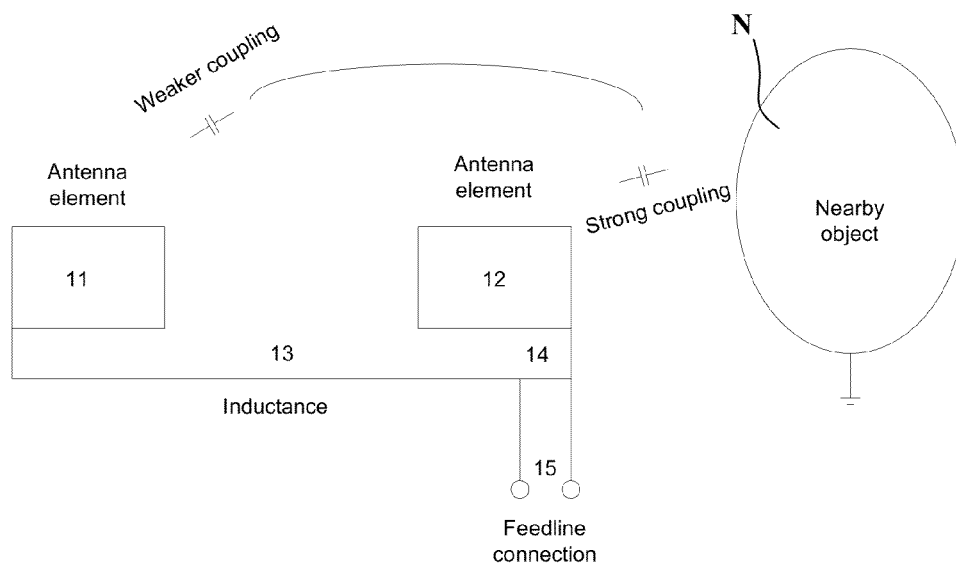 N
Weaker coupling
Antenna
element
Antenna
element
Strong coupling
Nearby
object
11
12
13
14
Inductance
15
Feedline
connection